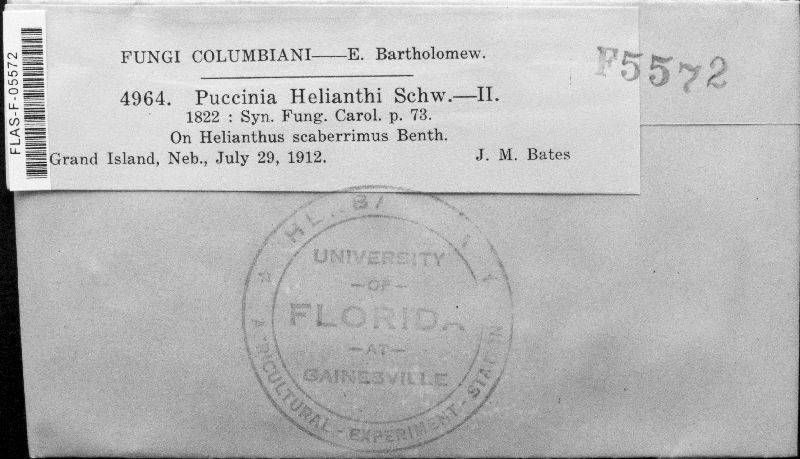 FLAS-F-05572
FUNGI COLUMBIANI—E. Bartholomew.
F5572
4964. Puccinia Helianthi Schw.—II.
1822 : Syn. Fung. Carol. p. 73.
On Helianthus scaberrimus Benth.
Grand Island, Neb., July 29, 1912. J. M. Bates
UNIVERSITY
—OF—
FLORIDA
—AT—
GAINESVILLE
AGRICULTURAL - EXPERIMENT - STATION